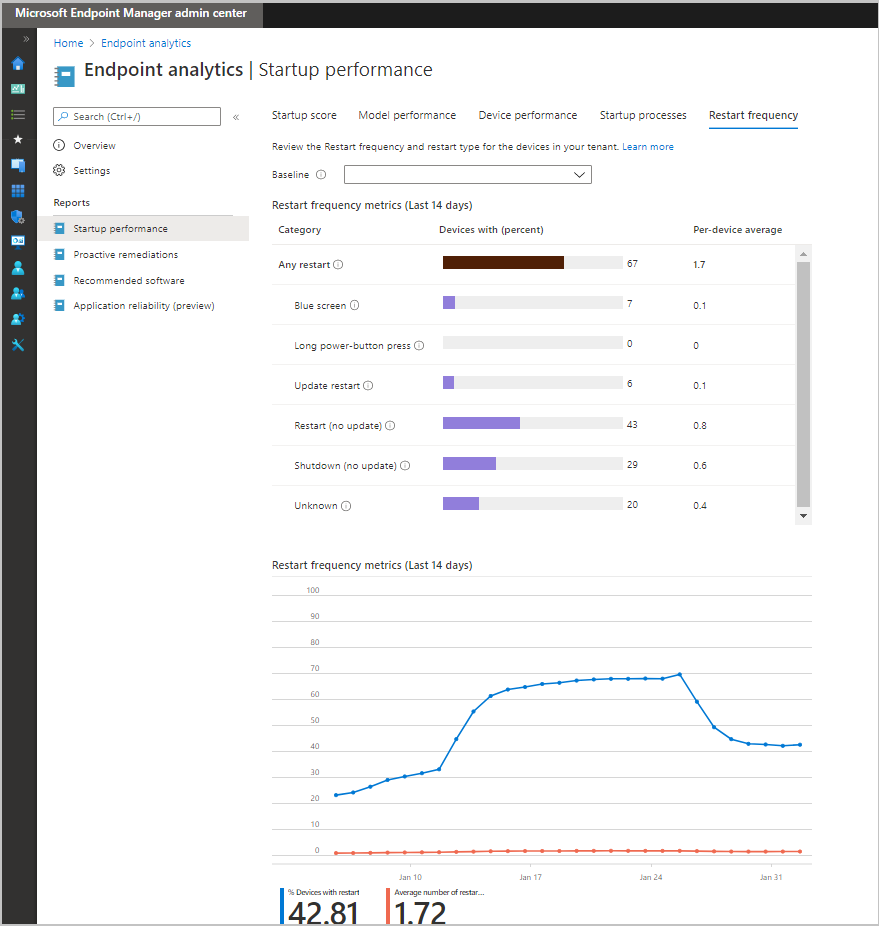 Microsoft Endpoint Manager admin center
»
Home > Endpoint analytics
Endpoint analytics | Startup performance
Search (Ctrl+/)
«
Overview
Settings
Reports
Startup performance
Proactive remediations
Recommended software
Application reliability (preview)
Startup score Model performance Device performance Startup processes Restart frequency
Review the Restart frequency and restart type for the devices in your tenant. Learn more
Baseline
Restart frequency metrics (Last 14 days)
Category Devices with (percent) Per-device average
Any restart 67 1.7
Blue screen 7 0.1
Long power-button press 0 0
Update restart 6 0.1
Restart (no update) 43 0.8
Shutdown (no update) 29 0.6
Unknown 20 0.4
Restart frequency metrics (Last 14 days)
100
90
80
70
60
50
40
30
20
10
0
Jan 10 Jan 17 Jan 24 Jan 31
% Devices with restart Average number of restar...
42.81 1.72